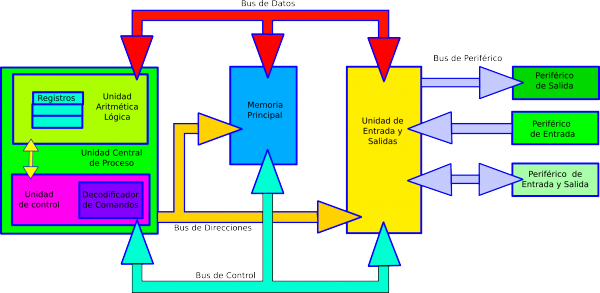 Bus de Datos
Bus de Periférico
Registros
Unidad
Aritmética
Lógica
Unidad Central
de Proceso
Unidad
de control
Decodificador
de Comandos
Memoria
Principal
Unidad de
Entrada y
Salidas
Periférico
de Salida
Periférico
de Entrada
Periférico de
Entrada y Salida
Bus de Direcciones
Bus de Control